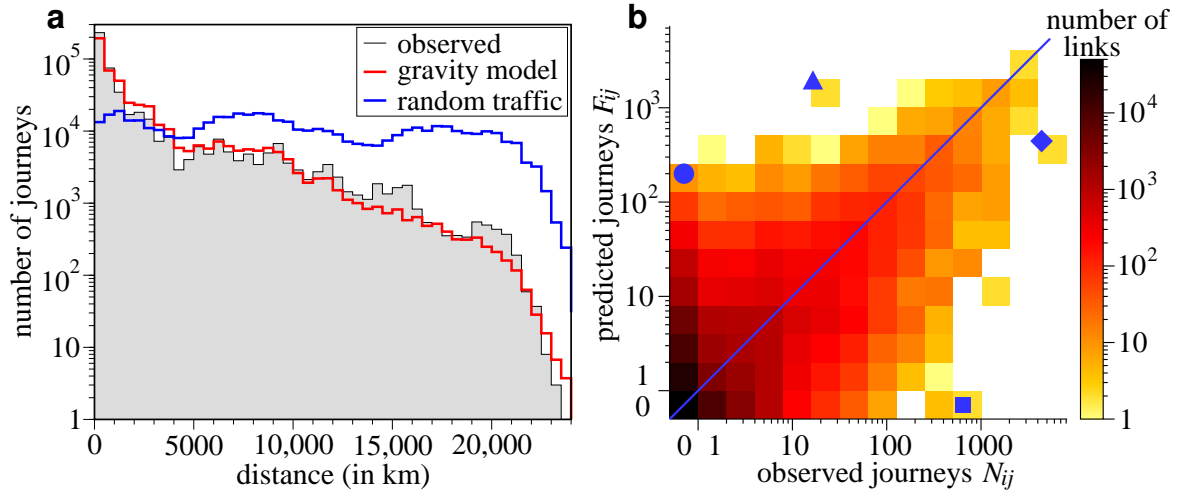 a
number of journeys
10^5
10^4
10^3
10^2
10
1
0
5000
10,000
15,000
20,000
distance (in km)
observed
gravity model
random traffic
b
predicted journeys F_ij
10^3
10^2
10
1
0
0
1
10
100
1000
observed journeys N_ij
number of
links
10^4
10^3
10^2
10
1